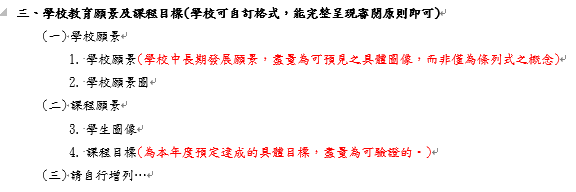 三、學校教育願景及課程目標(學校可自訂格式，能完整呈現審閱原則即可)
(一)學校願景
1. 學校願景(學校中長期發展願景，盡量為可預見之具體圖像，而非僅為條列式之概念)
2. 學校願景圖
(二)課程願景
3. 學生圖像
4. 課程目標(為本年度預定達成的具體目標，盡量為可驗證的。)
(三)請自行增列…